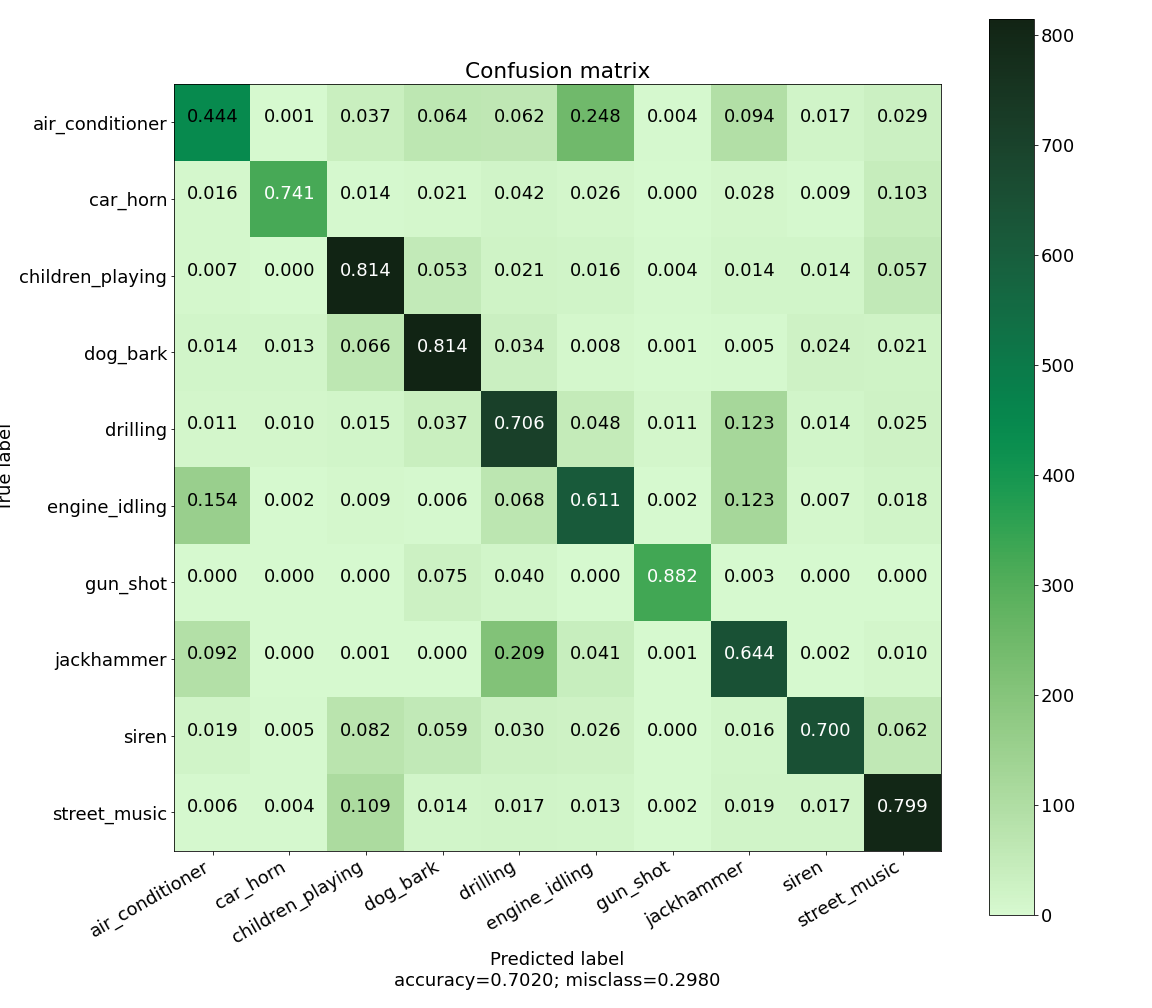 Confusion matrix
air_conditioner 0.444 0.001 0.037 0.064 0.062 0.248 0.004 0.094 0.017 0.029
car_horn 0.016 0.741 0.014 0.021 0.042 0.026 0.000 0.028 0.009 0.103
children_playing 0.007 0.000 0.814 0.053 0.021 0.016 0.004 0.014 0.014 0.057
dog_bark 0.014 0.013 0.066 0.814 0.034 0.008 0.001 0.005 0.024 0.021
drilling 0.011 0.010 0.015 0.037 0.706 0.048 0.011 0.123 0.014 0.025
engine_idling 0.154 0.002 0.009 0.006 0.068 0.611 0.002 0.123 0.007 0.018
gun_shot 0.000 0.000 0.000 0.075 0.040 0.000 0.882 0.003 0.000 0.000
jackhammer 0.092 0.000 0.001 0.000 0.209 0.041 0.001 0.644 0.002 0.010
siren 0.019 0.005 0.082 0.059 0.030 0.026 0.000 0.016 0.700 0.062
street_music 0.006 0.004 0.109 0.014 0.017 0.013 0.002 0.019 0.017 0.799
True label
air_conditioner
car_horn
children_playing
dog_bark
drilling
engine_idling
gun_shot
jackhammer
siren
street_music
Predicted label
accuracy=0.7020; misclass=0.2980
800
700
600
500
400
300
200
100
0